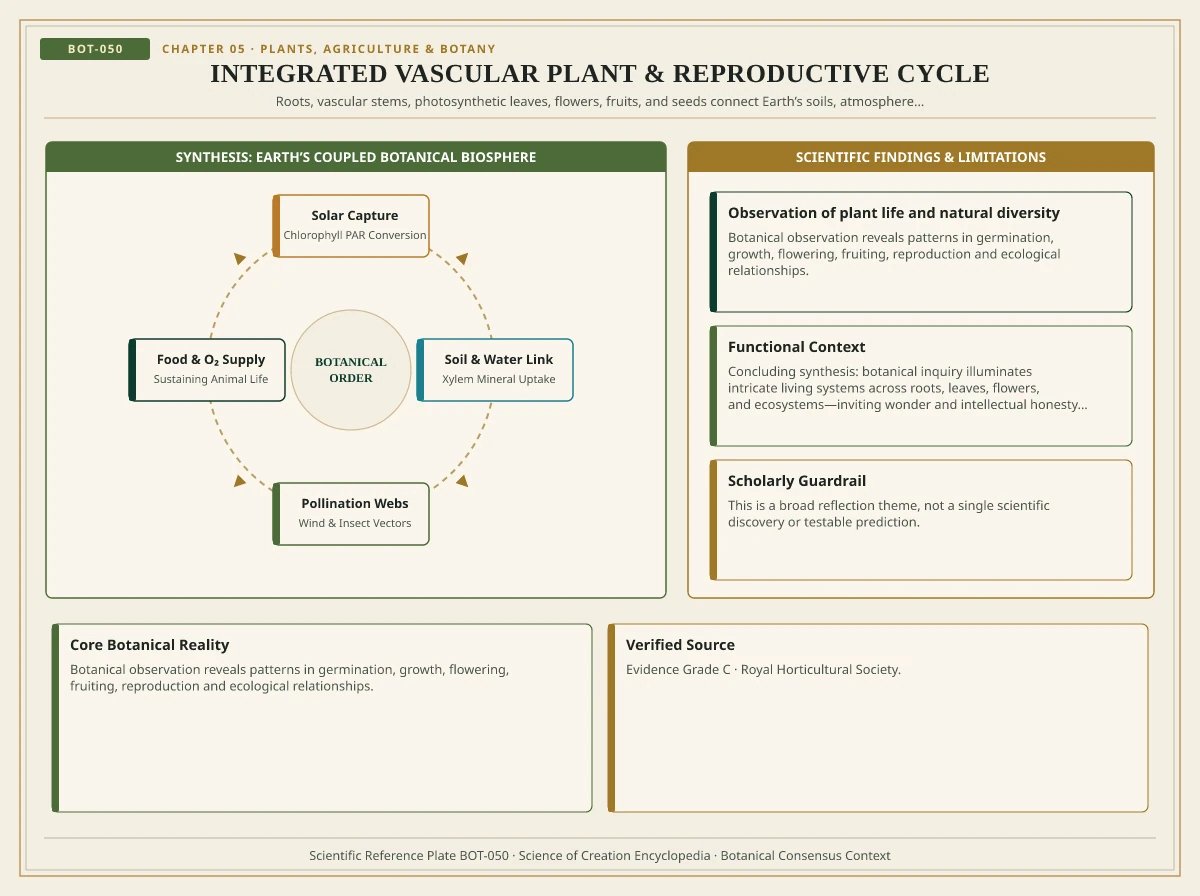 BOT-050
CHAPTER 05 · PLANTS, AGRICULTURE & BOTANY
INTEGRATED VASCULAR PLANT & REPRODUCTIVE CYCLE
Roots, vascular stems, photosynthetic leaves, flowers, fruits, and seeds connect Earth’s soils, atmosphere…
SYNTHESIS: EARTH’S COUPLED BOTANICAL BIOSPHERE
Solar Capture
Chlorophyll PAR Conversion
Food & O₂ Supply
Sustaining Animal Life
BOTANICAL
ORDER
Soil & Water Link
Xylem Mineral Uptake
Pollination Webs
Wind & Insect Vectors
SCIENTIFIC FINDINGS & LIMITATIONS
Observation of plant life and natural diversity
Botanical observation reveals patterns in germination,
growth, flowering, fruiting, reproduction and ecological
relationships.
Functional Context
Concluding synthesis: botanical inquiry illuminates
intricate living systems across roots, leaves, flowers,
and ecosystems—inviting wonder and intellectual honesty…
Scholarly Guardrail
This is a broad reflection theme, not a single scientific
discovery or testable prediction.
Core Botanical Reality
Botanical observation reveals patterns in germination, growth, flowering,
fruiting, reproduction and ecological relationships.
Verified Source
Evidence Grade C · Royal Horticultural Society.
Scientific Reference Plate BOT-050 · Science of Creation Encyclopedia · Botanical Consensus Context